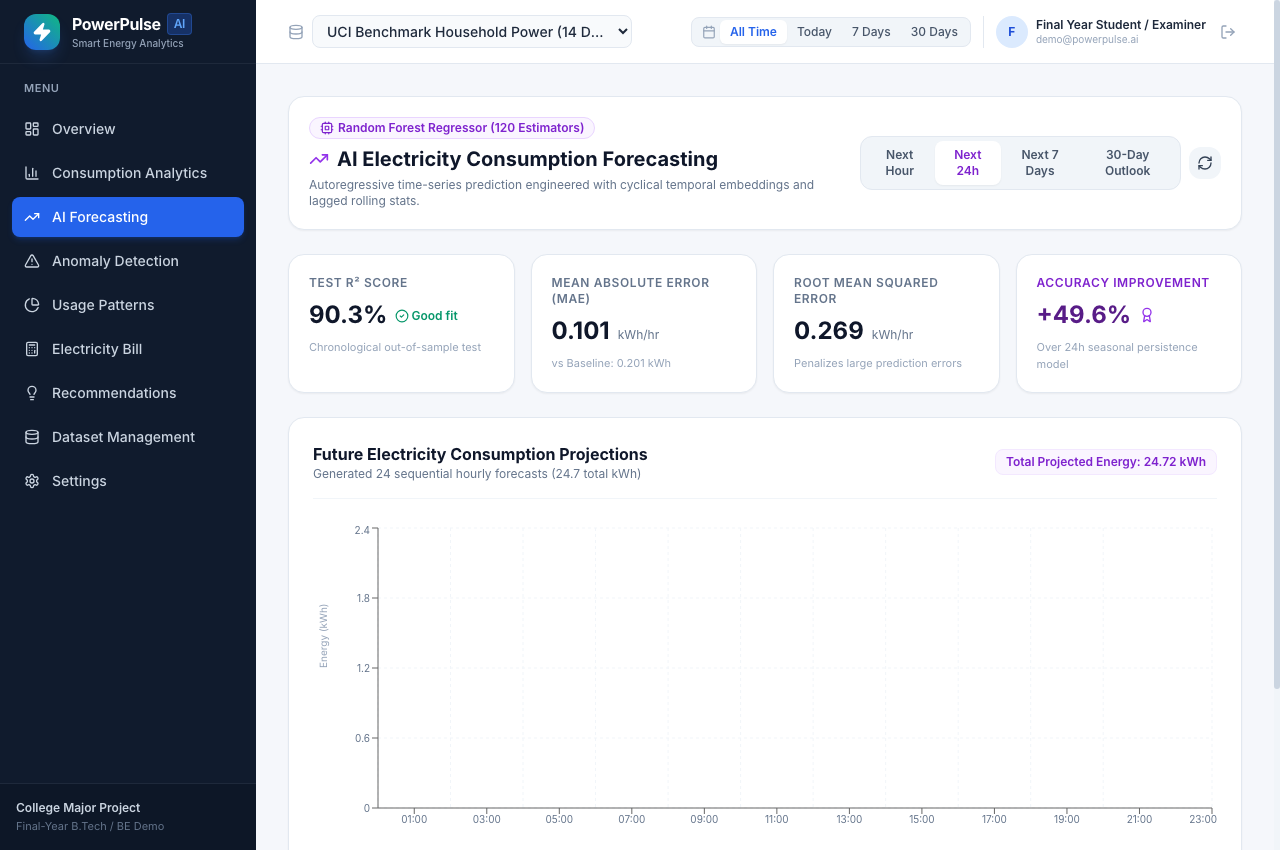 PowerPulse AI
Smart Energy Analytics
MENU
Overview
Consumption Analytics
AI Forecasting
Anomaly Detection
Usage Patterns
Electricity Bill
Recommendations
Dataset Management
Settings
College Major Project
Final-Year B.Tech / BE Demo
UCI Benchmark Household Power (14 D...
All Time
Today
7 Days
30 Days
F
Final Year Student / Examiner
demo@powerpulse.ai
Random Forest Regressor (120 Estimators)
AI Electricity Consumption Forecasting
Autoregressive time-series prediction engineered with cyclical temporal embeddings and
lagged rolling stats.
Next
Hour
Next
24h
Next 7
Days
30-Day
Outlook
TEST R² SCORE
90.3% Good fit
Chronological out-of-sample test
MEAN ABSOLUTE ERROR
(MAE)
0.101 kWh/hr
vs Baseline: 0.201 kWh
ROOT MEAN SQUARED
ERROR
0.269 kWh/hr
Penalizes large prediction errors
ACCURACY IMPROVEMENT
+49.6%
Over 24h seasonal persistence
model
Future Electricity Consumption Projections
Generated 24 sequential hourly forecasts (24.7 total kWh)
Total Projected Energy: 24.72 kWh
Energy (kWh)
2.4
1.8
1.2
0.6
0
01:00
03:00
05:00
07:00
09:00
11:00
13:00
15:00
17:00
19:00
21:00
23:00